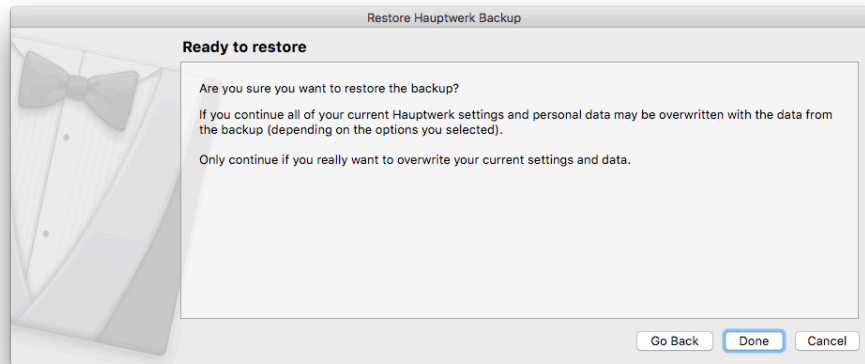 Restore Hauptwerk Backup
Ready to restore
Are you sure you want to restore the backup?
If you continue all of your current Hauptwerk settings and personal data may be overwritten with the data from
the backup (depending on the options you selected).
Only continue if you really want to overwrite your current settings and data.
Go Back
Done
Cancel